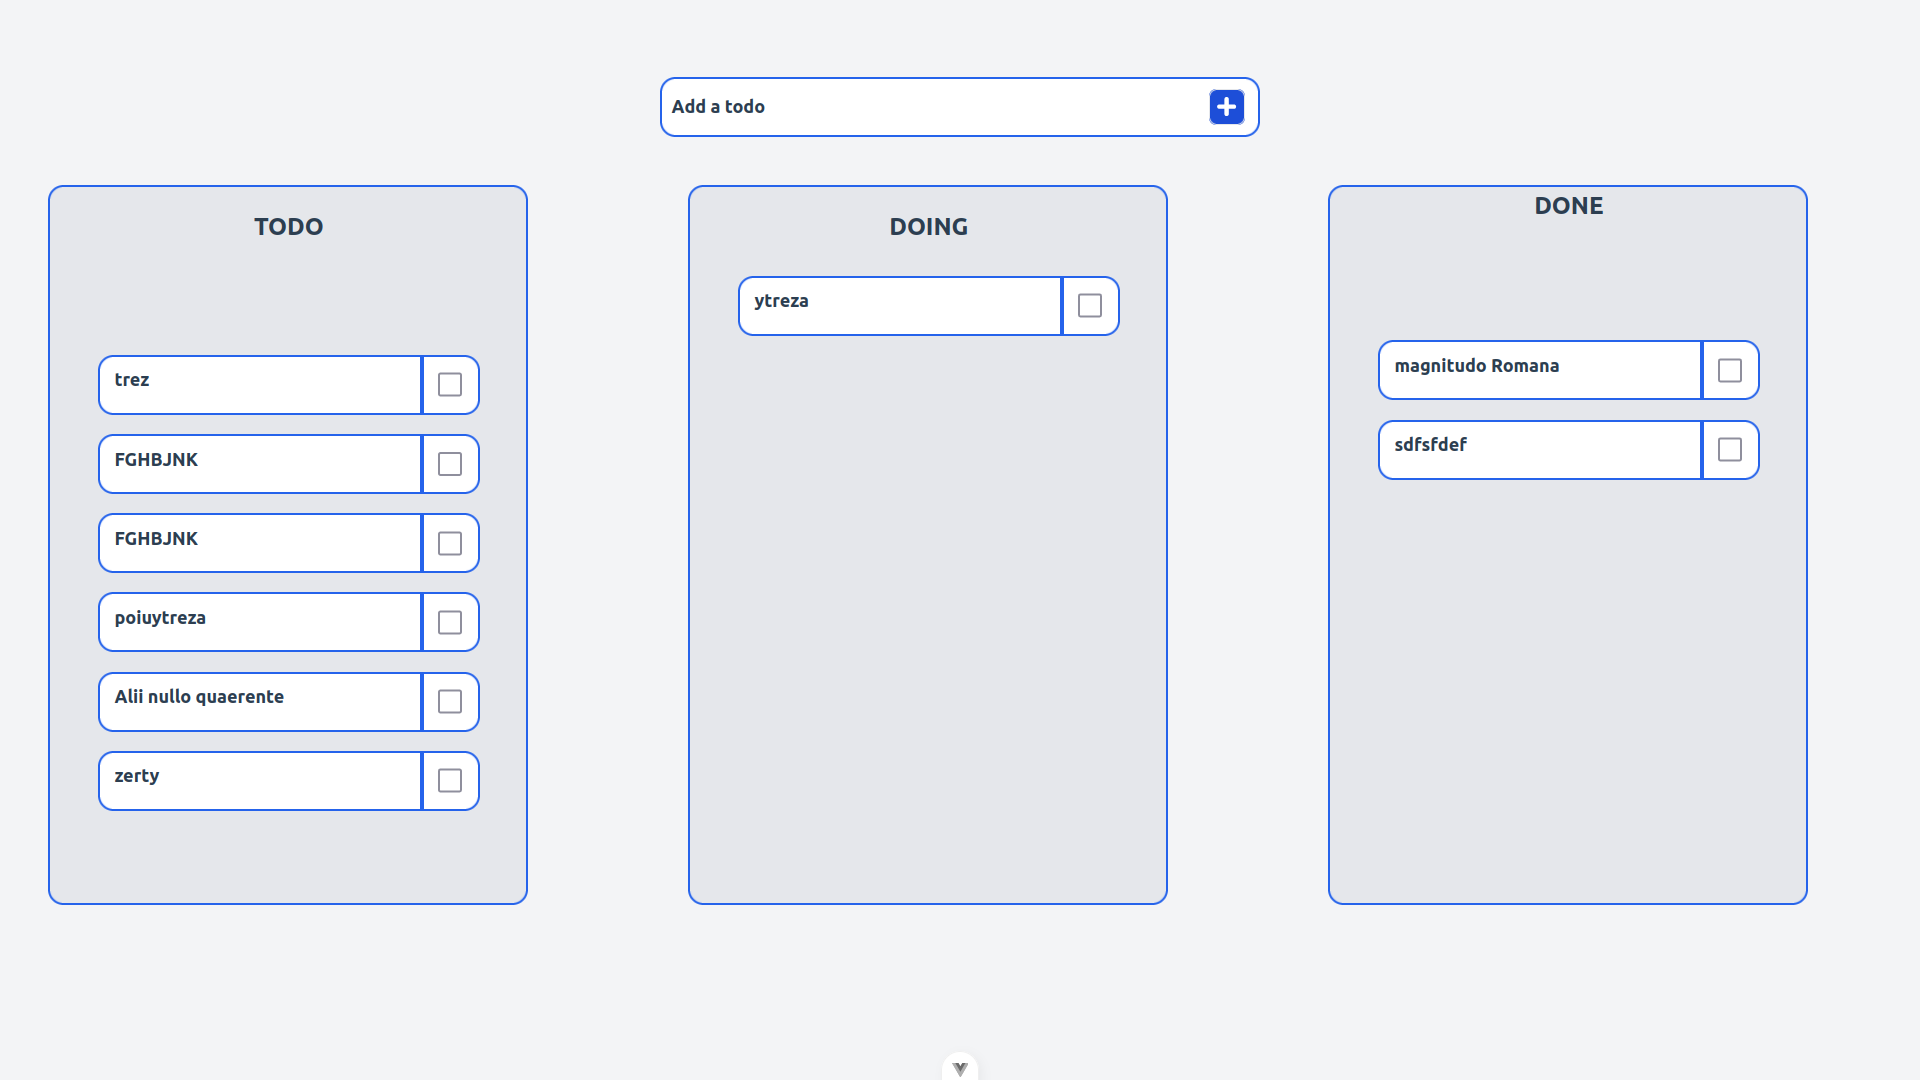 Add a todo
TODO
trez
FGHBJNK
FGHBJNK
poiuytreza
Alii nullo quaerente
zerty
DOING
ytreza
DONE
magnitudo Romana
sdfsfdef